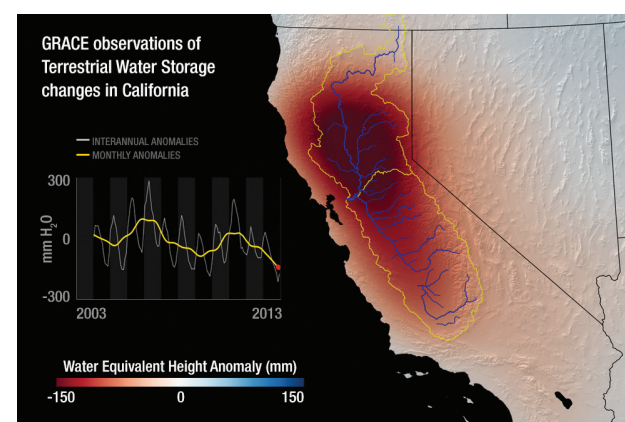 GRACE observations of
Terrestrial Water Storage
changes in California
INTERANNUAL ANOMALIES
MONTHLY ANOMALIES
300
0
-300
mm H₂O
2003 2013
Water Equivalent Height Anomaly (mm)
-150 0 150